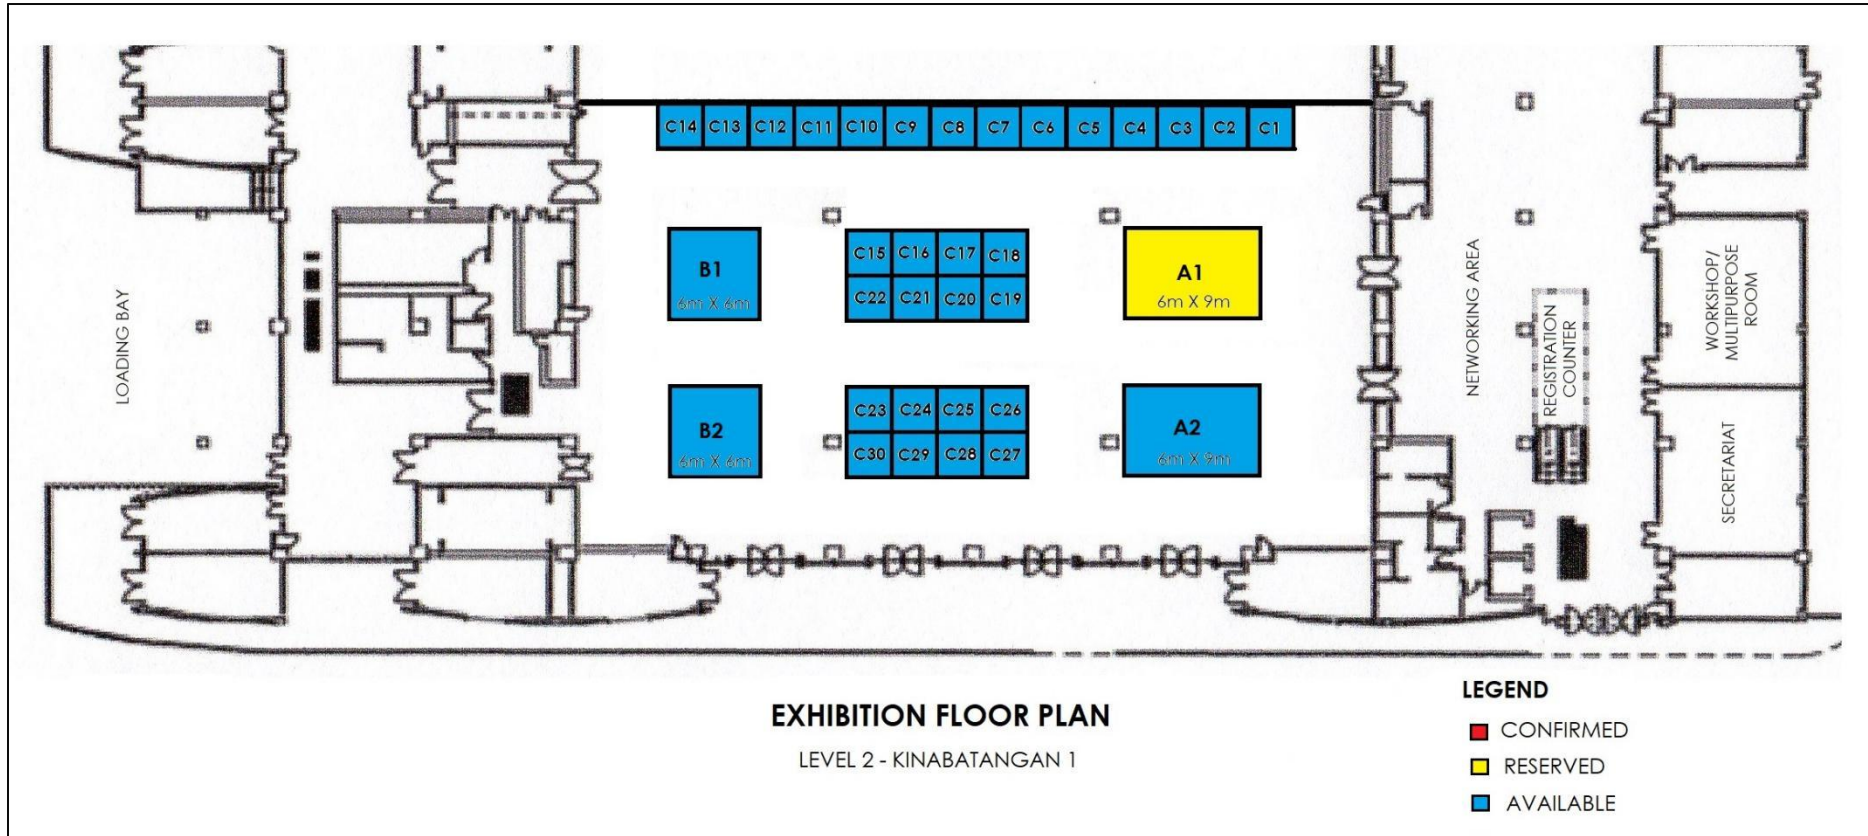 C14 C13 C12 C11 C10 C9 C8 C7 C6 C5 C4 C3 C2 C1
B1
6m X 6m
C15 C16 C17 C18
C22 C21 C20 C19
A1
6m X 9m
B2
6m X 6m
C23 C24 C25 C26
C30 C29 C28 C27
A2
6m X 9m
LOADING BAY
NETWORKING AREA
REGISTRATION
COUNTER
WORKSHOP/
MULTIPURPOSE
ROOM
SECRETARIAT
EXHIBITION FLOOR PLAN
LEVEL 2 - KINABATANGAN 1
LEGEND
CONFIRMED
RESERVED
AVAILABLE